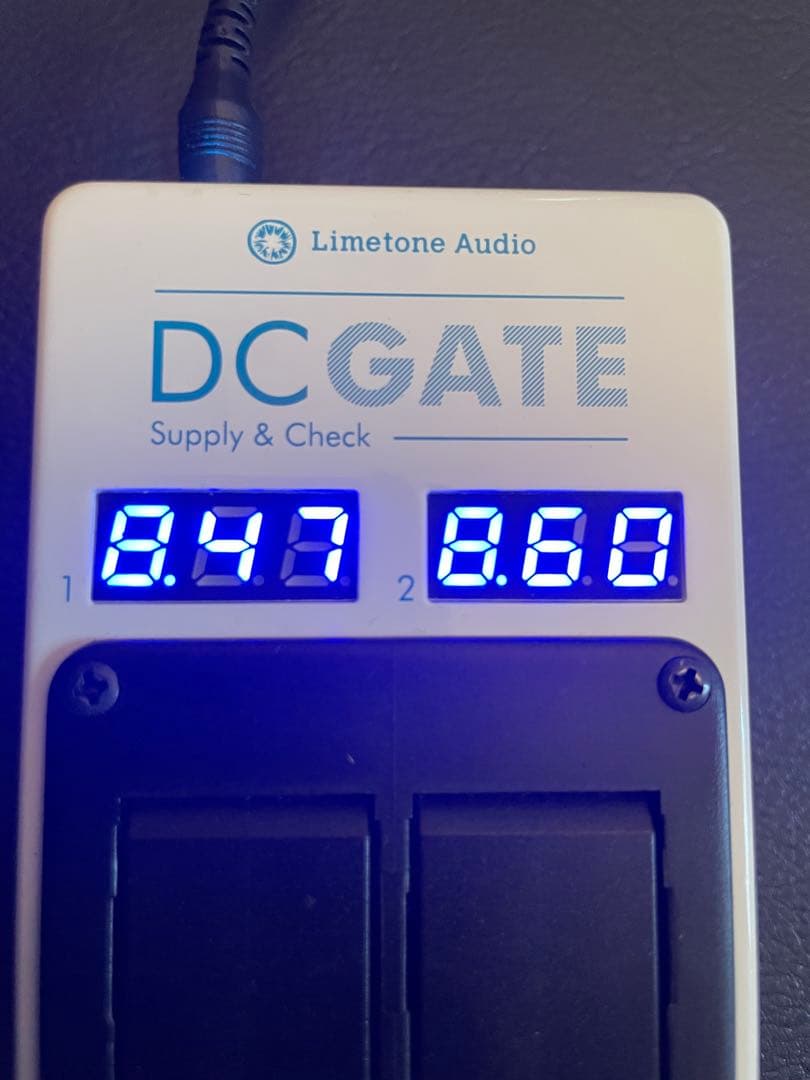 Limetone Audio
DC GATE
Supply & Check
8.47 8.60
1 2